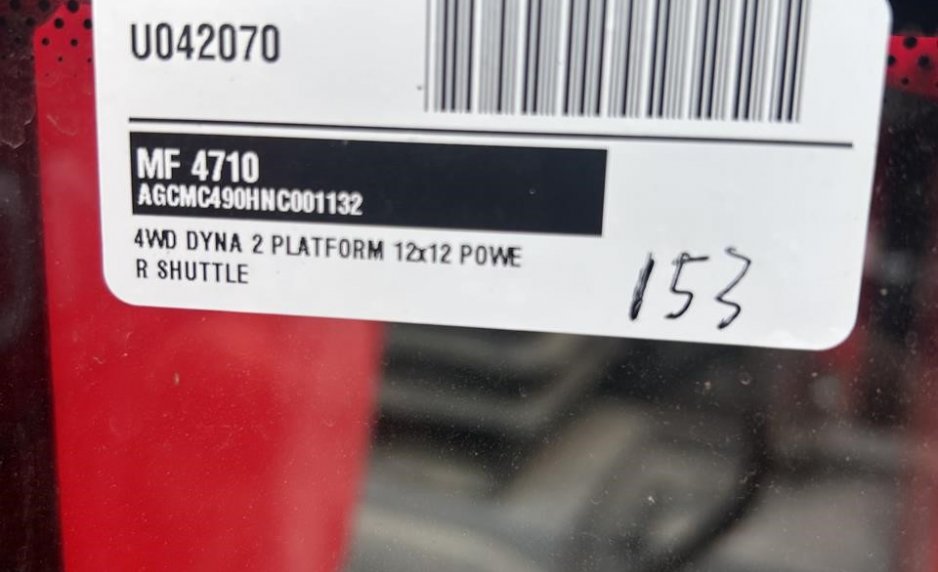 U042070
MF 4710
AGCMC490HNC001132
4WD DYNA 2 PLATFORM 12x12 POWE
R SHUTTLE
153